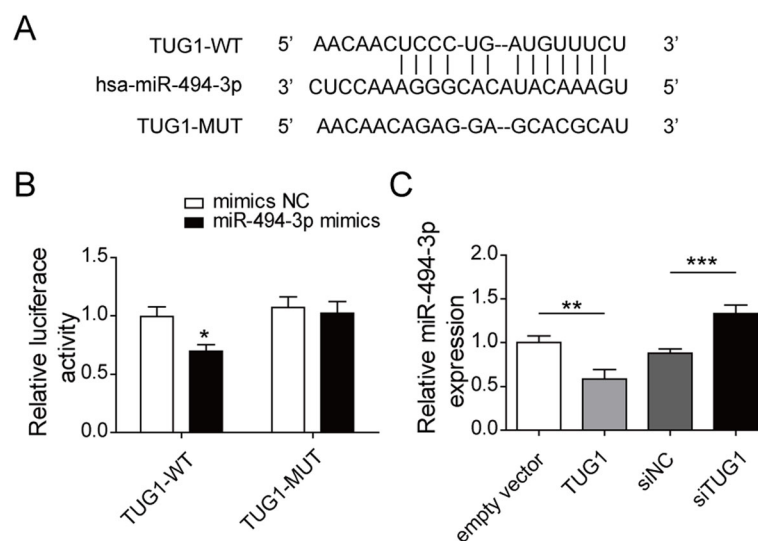 A
TUG1-WT 5' AACAACUCCC-UG--AUGUUUCU 3'
hsa-miR-494-3p 3' CUCCAAAGGGCACAUACAAAGU 5'
TUG1-MUT 5' AACAACAGAG-GA--GCACGCAU 3'
B
mimics NC
miR-494-3p mimics
Relative luciferace
activity
1.5
1.0
0.5
0.0
*
TUG1-WT
TUG1-MUT
C
Relative miR-494-3p
expression
2.0
1.5
1.0
0.5
0.0
**
***
empty vector
TUG1
siNC
siTUG1